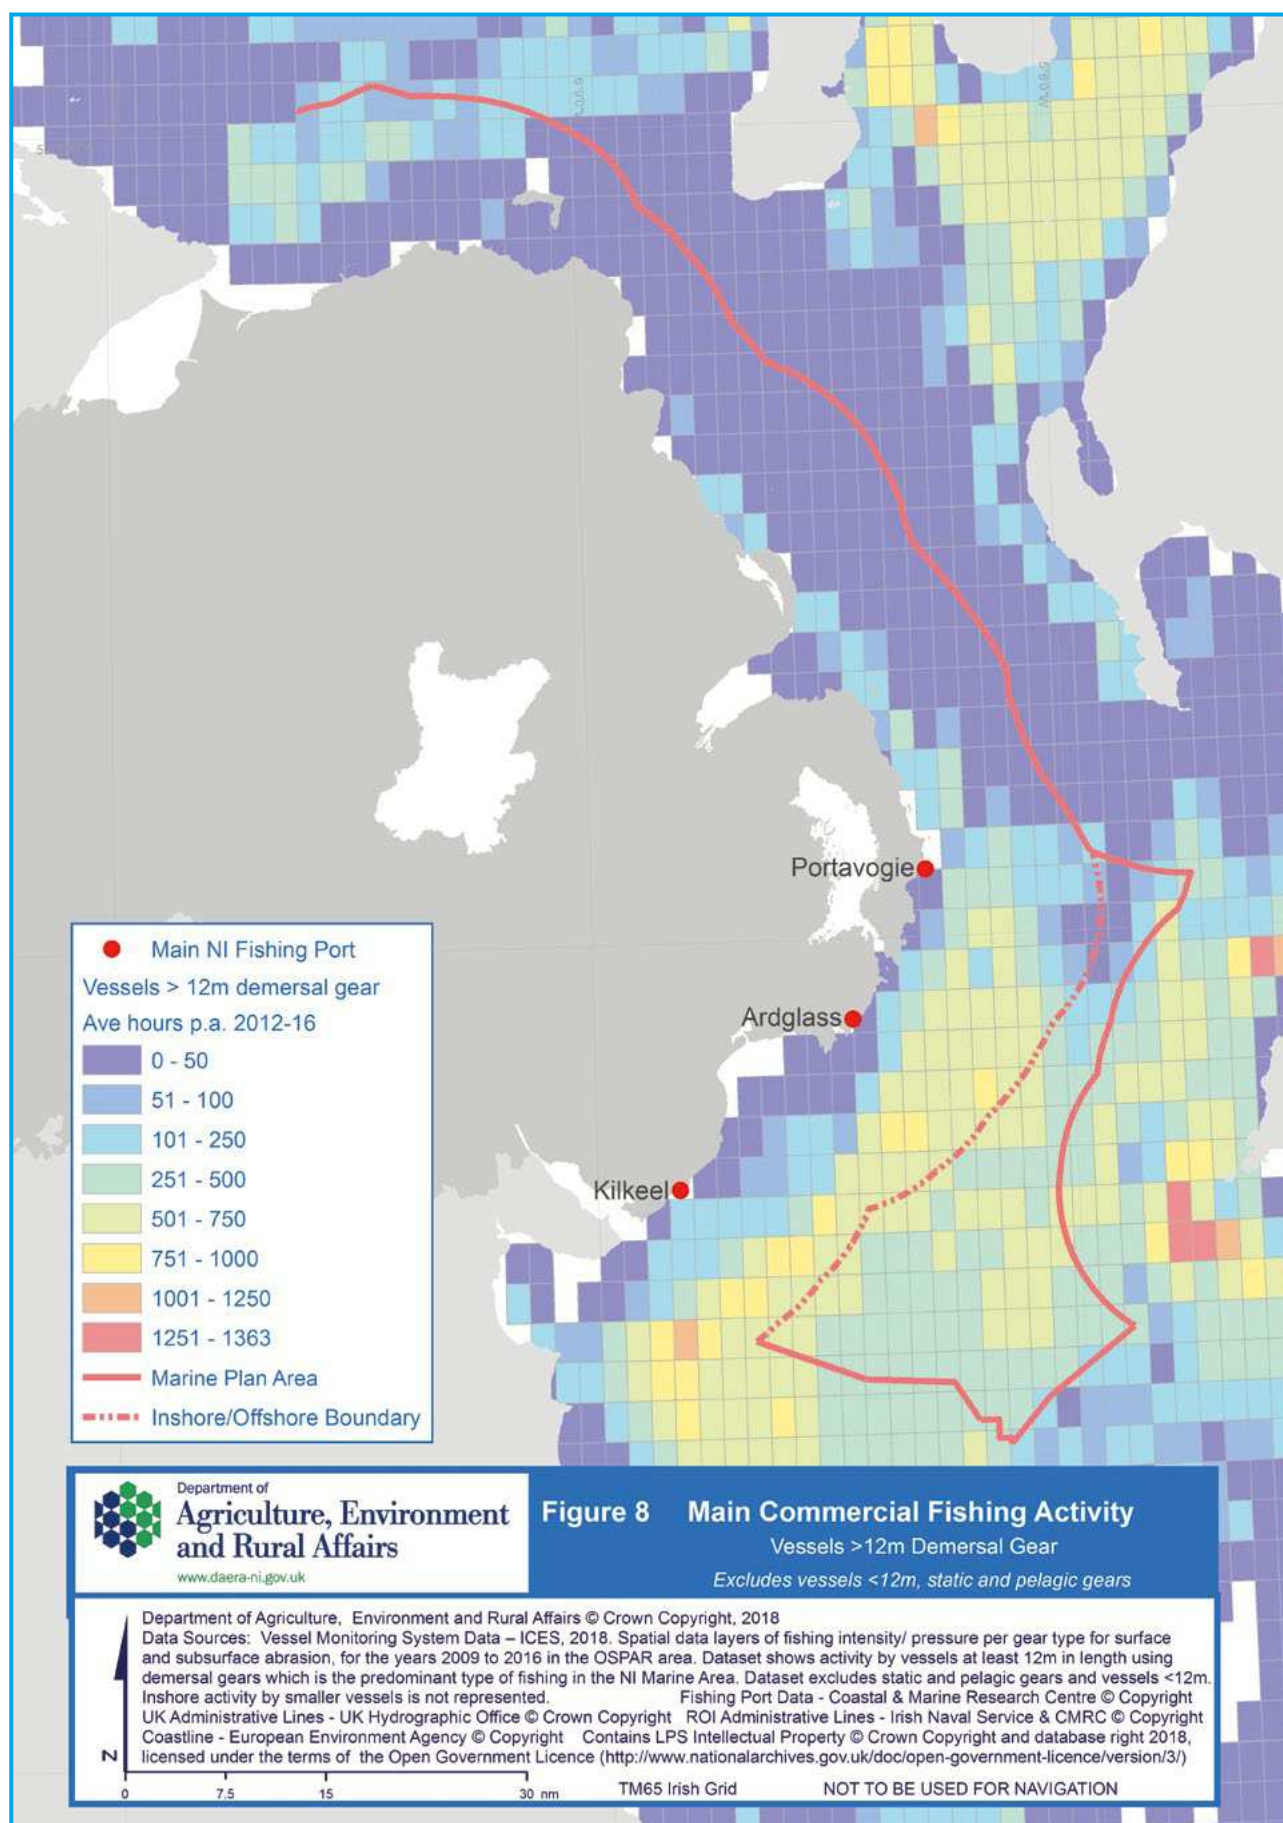 6°0'0"W
5°0'0"W
Portavogie
Ardglass
Kilkeel
Main NI Fishing Port
Vessels > 12m demersal gear
Ave hours p.a. 2012-16
0 - 50
51 - 100
101 - 250
251 - 500
501 - 750
751 - 1000
1001 - 1250
1251 - 1363
Marine Plan Area
Inshore/Offshore Boundary
Department of
Agriculture, Environment
and Rural Affairs
www.daera-ni.gov.uk
Figure 8 Main Commercial Fishing Activity
Vessels >12m Demersal Gear
Excludes vessels <12m, static and pelagic gears
Department of Agriculture, Environment and Rural Affairs © Crown Copyright, 2018
Data Sources: Vessel Monitoring System Data – ICES, 2018. Spatial data layers of fishing intensity/ pressure per gear type for surface
and subsurface abrasion, for the years 2009 to 2016 in the OSPAR area. Dataset shows activity by vessels at least 12m in length using
demersal gears which is the predominant type of fishing in the NI Marine Area. Dataset excludes static and pelagic gears and vessels <12m.
Inshore activity by smaller vessels is not represented. Fishing Port Data - Coastal & Marine Research Centre © Copyright
UK Administrative Lines - UK Hydrographic Office © Crown Copyright ROI Administrative Lines - Irish Naval Service & CMRC © Copyright
Coastline - European Environment Agency © Copyright Contains LPS Intellectual Property © Crown Copyright and database right 2018,
licensed under the terms of the Open Government Licence (http://www.nationalarchives.gov.uk/doc/open-government-licence/version/3/)
N
0 7.5 15 30 nm
TM65 Irish Grid NOT TO BE USED FOR NAVIGATION